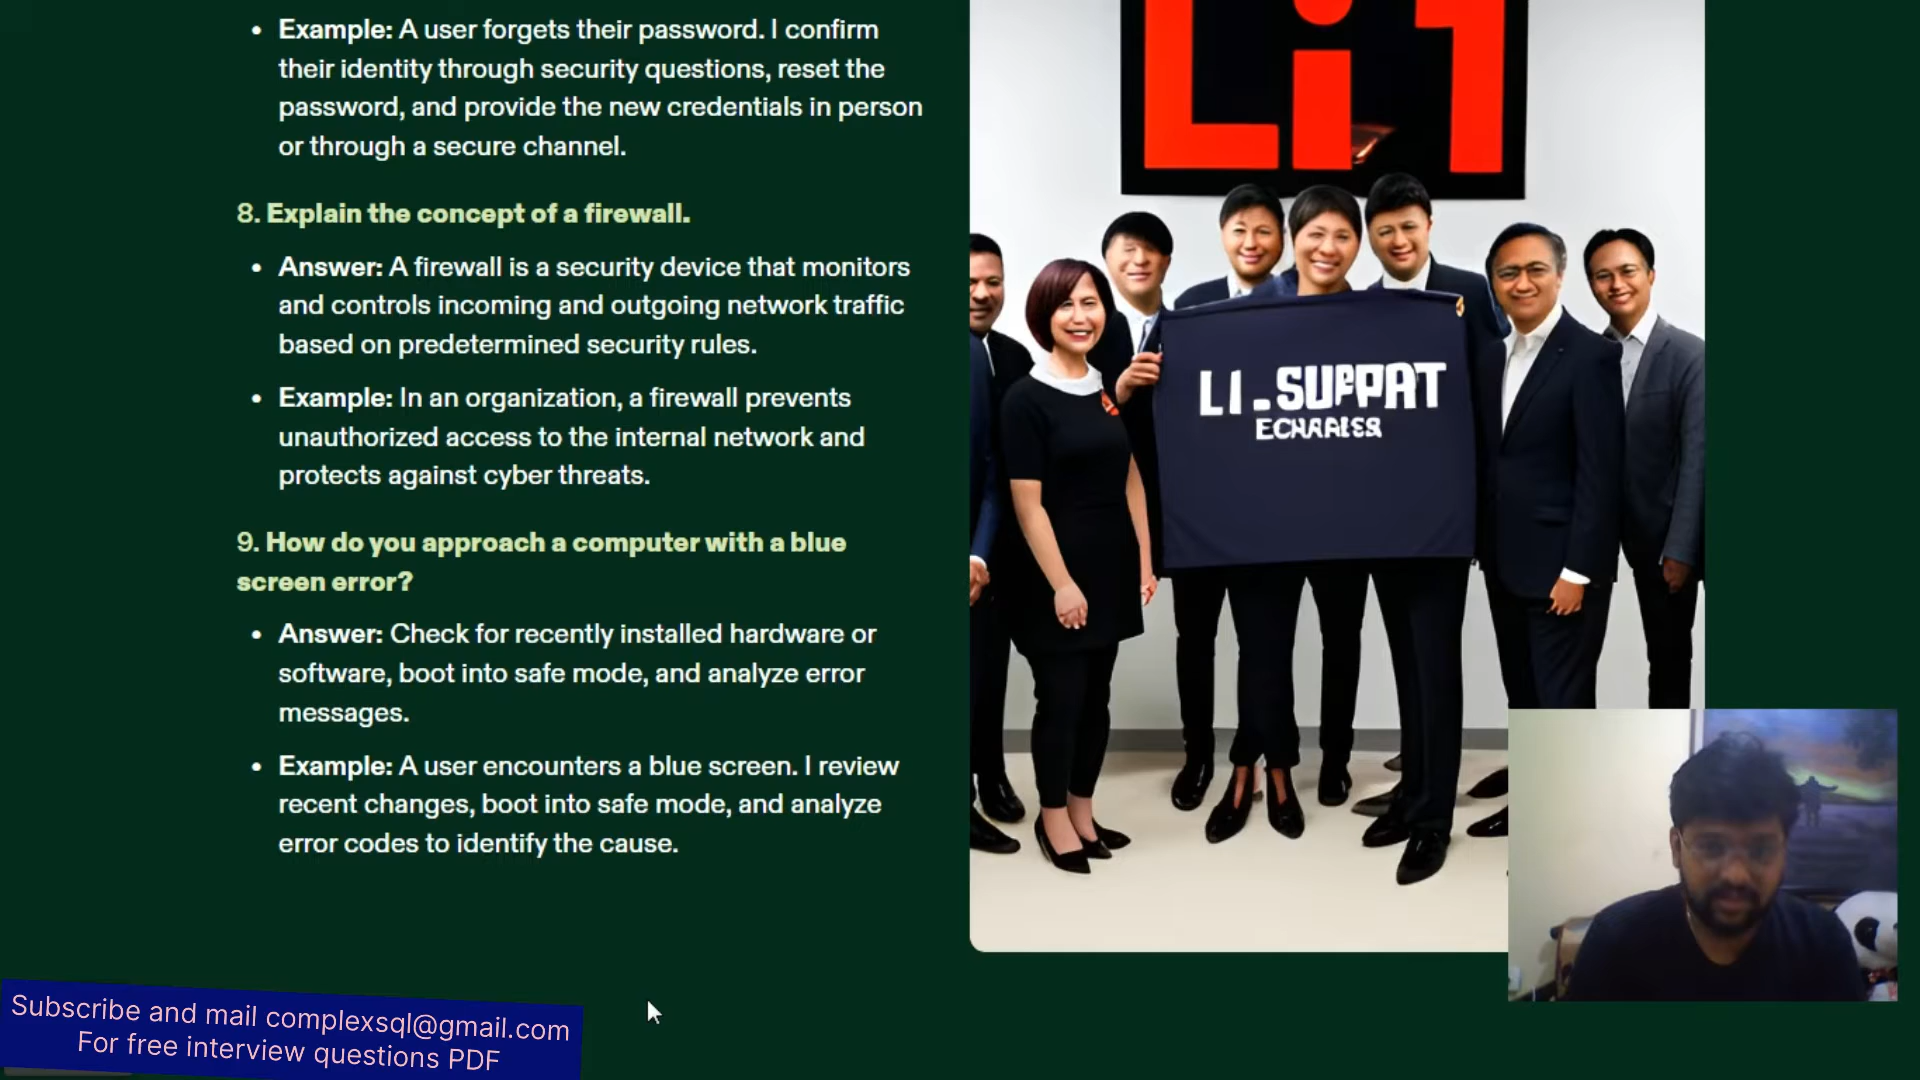 • Example: A user forgets their password. I confirm
their identity through security questions, reset the
password, and provide the new credentials in person
or through a secure channel.
8. Explain the concept of a firewall.
• Answer: A firewall is a security device that monitors
and controls incoming and outgoing network traffic
based on predetermined security rules.
• Example: In an organization, a firewall prevents
unauthorized access to the internal network and
protects against cyber threats.
9. How do you approach a computer with a blue
screen error?
• Answer: Check for recently installed hardware or
software, boot into safe mode, and analyze error
messages.
• Example: A user encounters a blue screen. I review
recent changes, boot into safe mode, and analyze
error codes to identify the cause.
Li1
LI.SUPPAT
Subscribe and mail complexsql@gmail.com
For free interview questions PDF